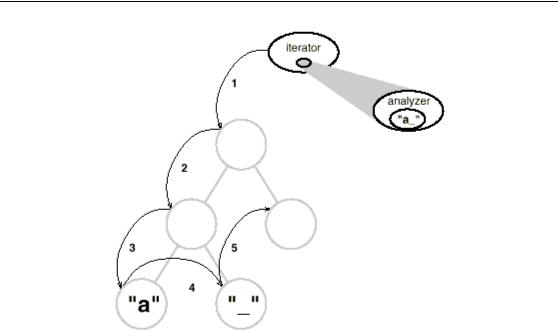 iterator
1
analyzer
"a_"
2
3
5
4
"a"
"_"